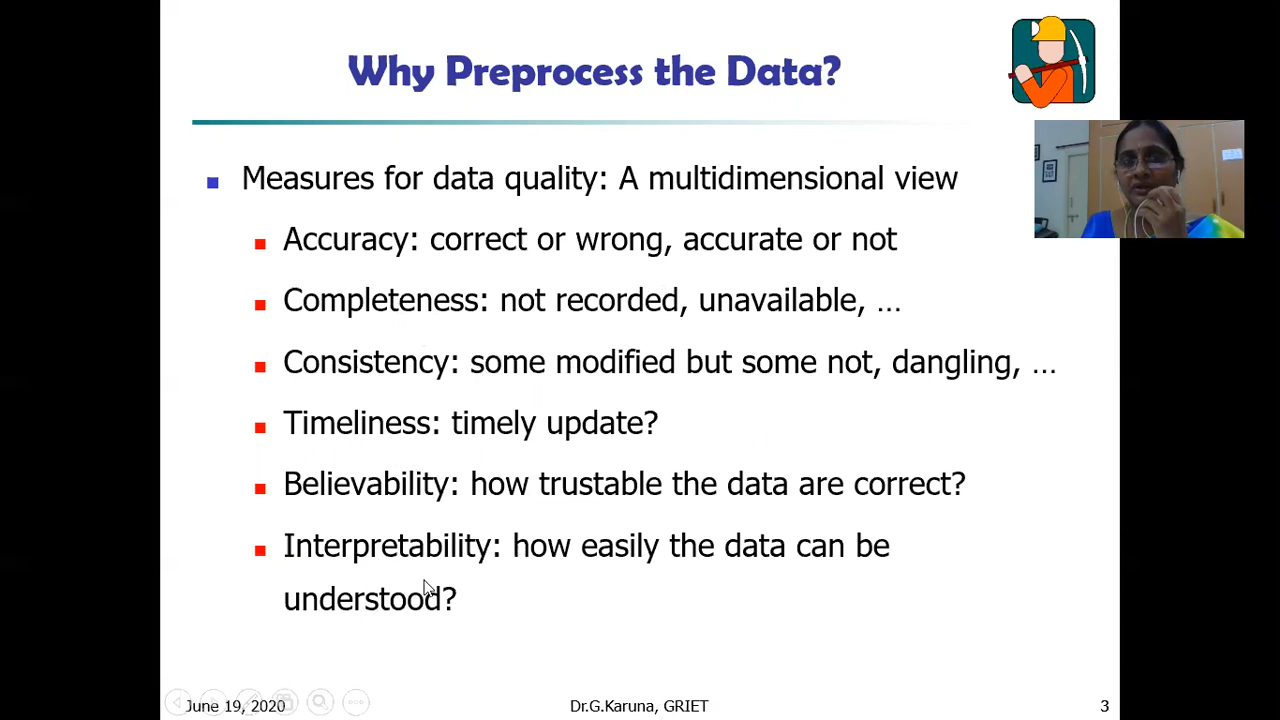 Why Preprocess the Data?
Measures for data quality: A multidimensional view
Accuracy: correct or wrong, accurate or not
Completeness: not recorded, unavailable, …
Consistency: some modified but some not, dangling, …
Timeliness: timely update?
Believability: how trustable the data are correct?
Interpretability: how easily the data can be
understood?
June 19, 2020
Dr.G.Karuna, GRIET
3